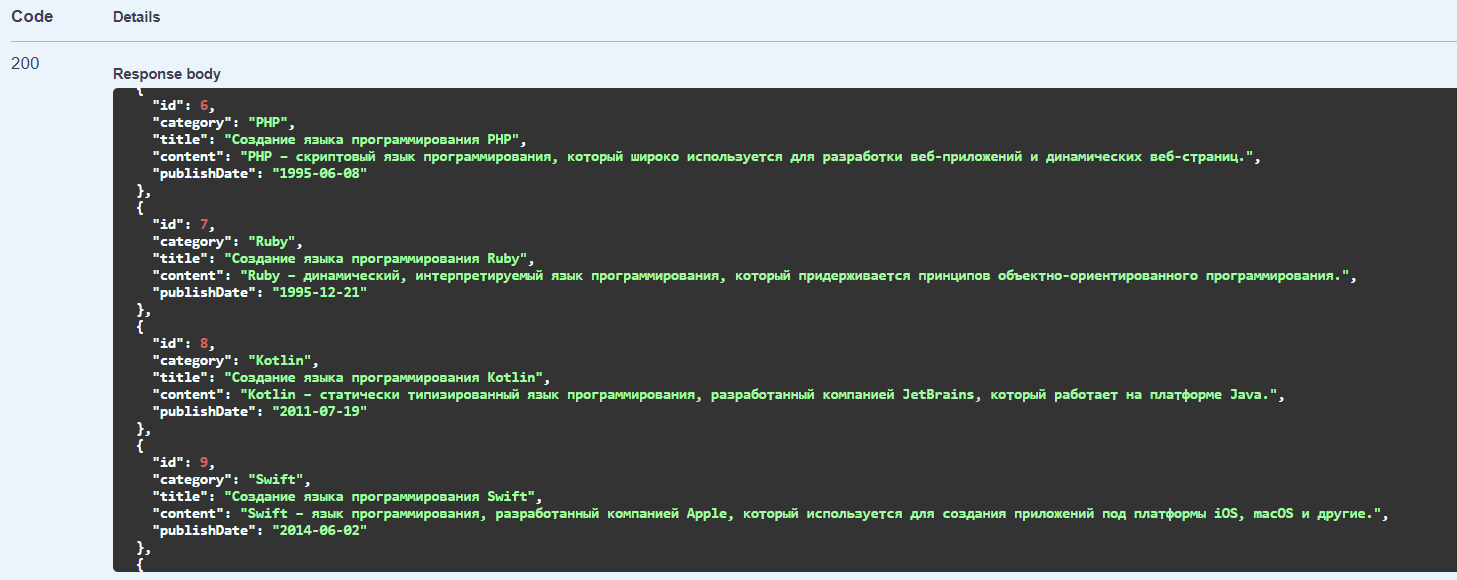 Code Details
200
Response body
{
"id": 6,
"category": "PHP",
"title": "Создание языка программирования PHP",
"content": "PHP – скриптовый язык программирования, который широко используется для разработки веб-приложений и динамических веб-страниц.",
"publishDate": "1995-06-08"
},
{
"id": 7,
"category": "Ruby",
"title": "Создание языка программирования Ruby",
"content": "Ruby – динамический, интерпретируемый язык программирования, который придерживается принципов объектно-ориентированного программирования.",
"publishDate": "1995-12-21"
},
{
"id": 8,
"category": "Kotlin",
"title": "Создание языка программирования Kotlin",
"content": "Kotlin – статически типизированный язык программирования, разработанный компанией JetBrains, который работает на платформе Java.",
"publishDate": "2011-07-19"
},
{
"id": 9,
"category": "Swift",
"title": "Создание языка программирования Swift",
"content": "Swift – язык программирования, разработанный компанией Apple, который используется для создания приложений под платформы iOS, macOS и другие.",
"publishDate": "2014-06-02"
},
{